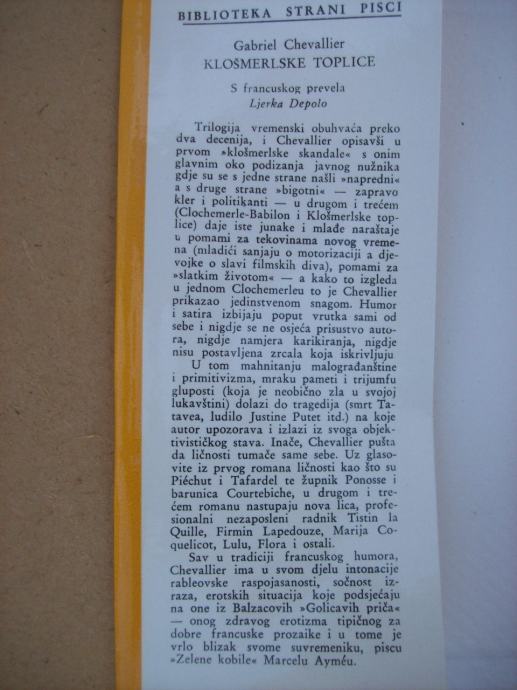 BIBLIOTEKA STRANI PISCI
Gabriel Chevallier
KLOŠMERLSKE TOPLICE
S francuskog prevela
Ljerka Depolo
Trilogija vremenski obuhvaća preko
dva decenija, i Chevallier opisavši u
prvom »klošmerlske skandale« s onim
glavnim oko podizanja javnog nužnika
gdje su se s jedne strane našli »napredni«
a s druge strane »bigotni« — zapravo
kler i politikanti — u drugom i trećem
(Clochemerle-Babilon i Klošmerlske top-
lice) daje iste junake i mlađe naraštaje
u pomami za tekovinama novog vreme-
na (mladići sanjaju o motorizaciji a dje-
vojke o slavi filmskih diva), pomami za
»slatkim životom« — a kako to izgleda
u jednom Clochemerleu to je Chevallier
prikazao jedinstvenom snagom. Humor
i satira izbijaju poput vrutka sami od
sebe i nigdje se ne osjeća prisustvo auto-
ra, nigdje namjera karikiranja, nigdje
nisu postavljena zrcala koja iskrivljuju
U tom mahnitanju malograđanštine
i primitivizma, mraku pameti i trijumfu
gluposti (koja je neobično zla u svojoj
lukavštini) dolazi do tragedija (smrt Ta-
tavea, ludilo Justine Putet itd.) na koje
autor upozorava i izlazi iz svoga objek-
tivističkog stava. Inače, Chevallier pušta
da ličnosti tumače same sebe. Uz glaso-
vite iz prvog romana ličnosti kao što su
Piéchut i Tafardel te župnik Ponosse i
barunica Courtebiche, u drugom i tre-
ćem romanu nastupaju nova lica, profe-
sionalni nezaposleni radnik Tistin la
Quille, Firmin Lapedouze, Marija Co-
quelicot, Lulu, Flora i ostali.
Sav u tradiciji francuskog humora,
Chevallier ima u svom djelu intonacije
rableovske raspojasanosti, sočnost iz-
raza, erotskih situacija koje podsjećaju
na one iz Balzacovih »Golicavih priča«
— onog zdravog erotizma tipičnog za
dobre francuske prozaike i u tome je
vrlo blizak svome suvremeniku, piscu
»Zelene kobile« Marcelu Ayméu.